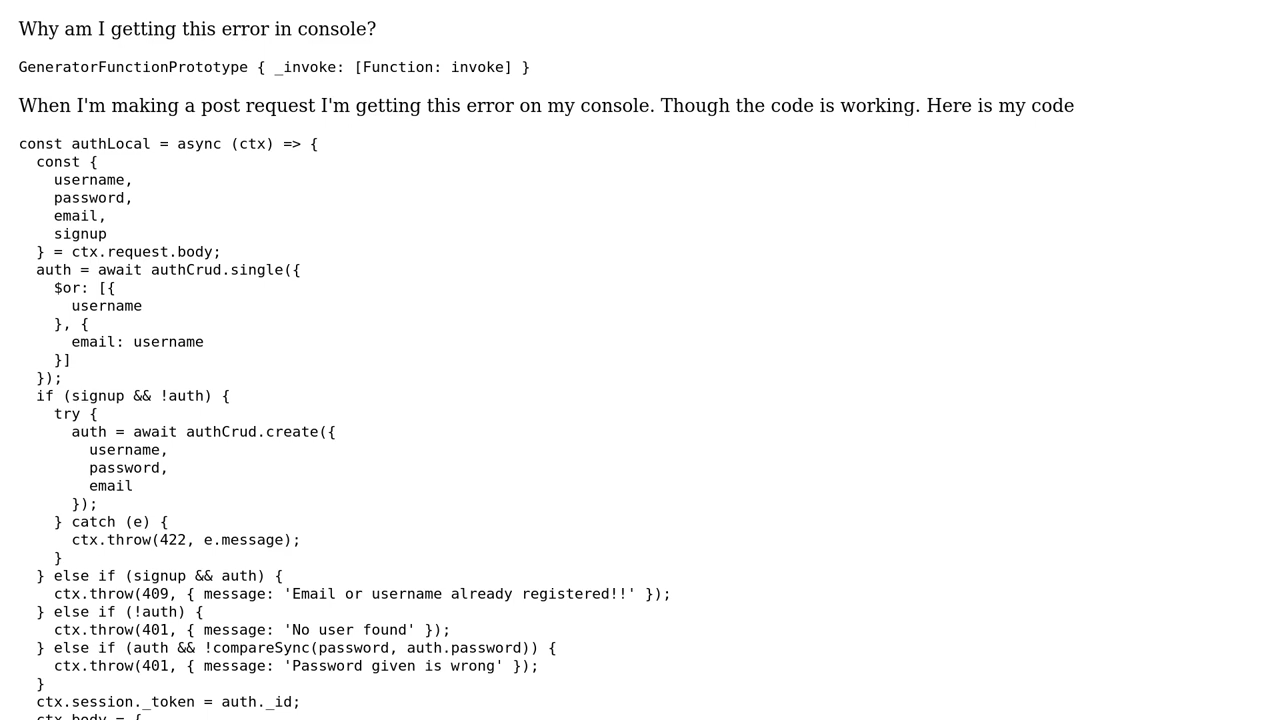 Why am I getting this error in console?
GeneratorFunctionPrototype { _invoke: [Function: invoke] }
When I'm making a post request I'm getting this error on my console. Though the code is working. Here is my code
const authLocal = async (ctx) => {
  const {
    username,
    password,
    email,
    signup
  } = ctx.request.body;
  auth = await authCrud.single({
    $or: [{
      username
    }, {
      email: username
    }]
  });
  if (signup && !auth) {
    try {
      auth = await authCrud.create({
        username,
        password,
        email
      });
    } catch (e) {
      ctx.throw(422, e.message);
    }
  } else if (signup && auth) {
    ctx.throw(409, { message: 'Email or username already registered!!' });
  } else if (!auth) {
    ctx.throw(401, { message: 'No user found' });
  } else if (auth && !compareSync(password, auth.password)) {
    ctx.throw(401, { message: 'Password given is wrong' });
  }
  ctx.session._token = auth._id;
  ctx.body = {